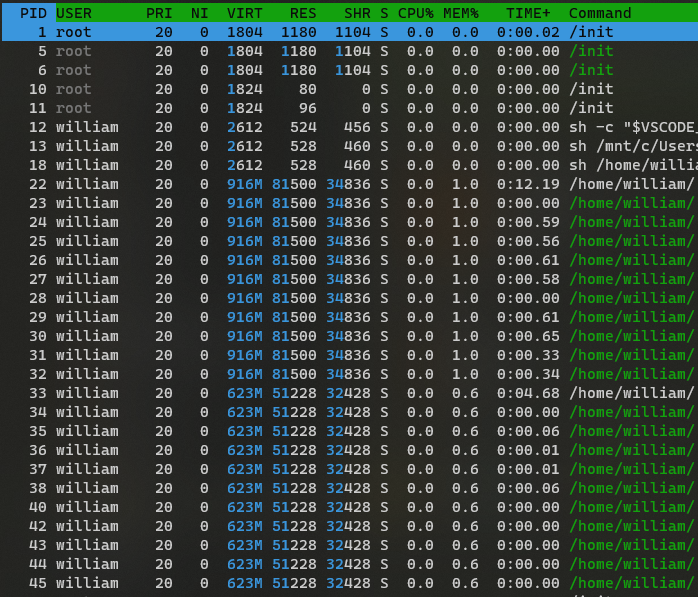 PID USER PRI NI VIRT RES SHR S CPU% MEM% TIME+ Command
1 root 20 0 1804 1180 1104 S 0.0 0.0 0:00.02 /init
5 root 20 0 1804 1180 1104 S 0.0 0.0 0:00.00 /init
6 root 20 0 1804 1180 1104 S 0.0 0.0 0:00.00 /init
10 root 20 0 1824 80 0 S 0.0 0.0 0:00.00 /init
11 root 20 0 1824 96 0 S 0.0 0.0 0:00.00 /init
12 william 20 0 2612 524 456 S 0.0 0.0 0:00.00 sh -c "$VSCODE_
13 william 20 0 2612 528 460 S 0.0 0.0 0:00.00 sh /mnt/c/Users
18 william 20 0 2612 528 460 S 0.0 0.0 0:00.00 sh /home/willia
22 william 20 0 916M 81500 34836 S 0.0 1.0 0:12.19 /home/william/
23 william 20 0 916M 81500 34836 S 0.0 1.0 0:00.00 /home/william/
24 william 20 0 916M 81500 34836 S 0.0 1.0 0:00.59 /home/william/
25 william 20 0 916M 81500 34836 S 0.0 1.0 0:00.56 /home/william/
26 william 20 0 916M 81500 34836 S 0.0 1.0 0:00.61 /home/william/
27 william 20 0 916M 81500 34836 S 0.0 1.0 0:00.58 /home/william/
28 william 20 0 916M 81500 34836 S 0.0 1.0 0:00.00 /home/william/
29 william 20 0 916M 81500 34836 S 0.0 1.0 0:00.61 /home/william/
30 william 20 0 916M 81500 34836 S 0.0 1.0 0:00.65 /home/william/
31 william 20 0 916M 81500 34836 S 0.0 1.0 0:00.33 /home/william/
32 william 20 0 916M 81500 34836 S 0.0 1.0 0:00.34 /home/william/
33 william 20 0 623M 51228 32428 S 0.0 0.6 0:04.68 /home/william/
34 william 20 0 623M 51228 32428 S 0.0 0.6 0:00.00 /home/william/
35 william 20 0 623M 51228 32428 S 0.0 0.6 0:00.06 /home/william/
36 william 20 0 623M 51228 32428 S 0.0 0.6 0:00.01 /home/william/
37 william 20 0 623M 51228 32428 S 0.0 0.6 0:00.01 /home/william/
38 william 20 0 623M 51228 32428 S 0.0 0.6 0:00.06 /home/william/
40 william 20 0 623M 51228 32428 S 0.0 0.6 0:00.00 /home/william/
42 william 20 0 623M 51228 32428 S 0.0 0.6 0:00.00 /home/william/
43 william 20 0 623M 51228 32428 S 0.0 0.6 0:00.00 /home/william/
44 william 20 0 623M 51228 32428 S 0.0 0.6 0:00.00 /home/william/
45 william 20 0 623M 51228 32428 S 0.0 0.6 0:00.00 /home/william/